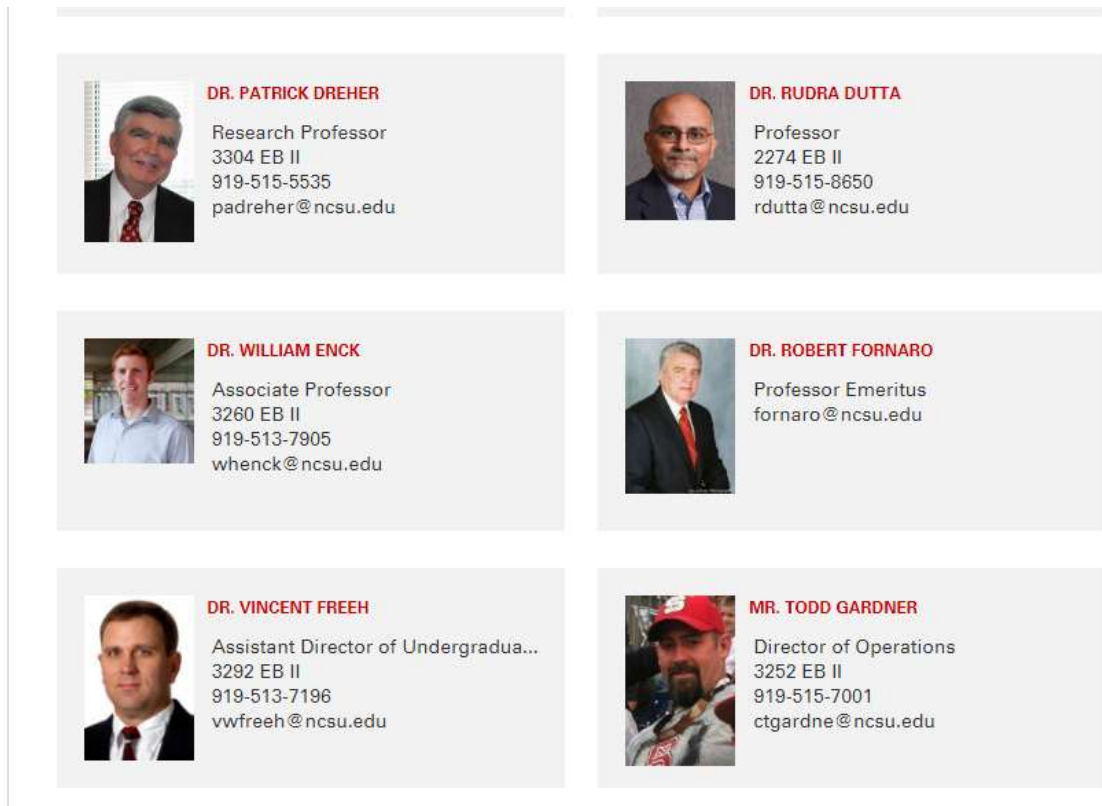 DR. PATRICK DREHER
Research Professor
3304 EB II
919-515-5535
padreher@ncsu.edu
DR. RUDRA DUTTA
Professor
2274 EB II
919-515-8650
rdutta@ncsu.edu
DR. WILLIAM ENCK
Associate Professor
3260 EB II
919-513-7905
whenck@ncsu.edu
DR. ROBERT FORNARO
Professor Emeritus
fornaro@ncsu.edu
DR. VINCENT FREEH
Assistant Director of Undergradua...
3292 EB II
919-513-7196
vwfreeh@ncsu.edu
MR. TODD GARDNER
Director of Operations
3252 EB II
919-515-7001
ctgardne@ncsu.edu
S